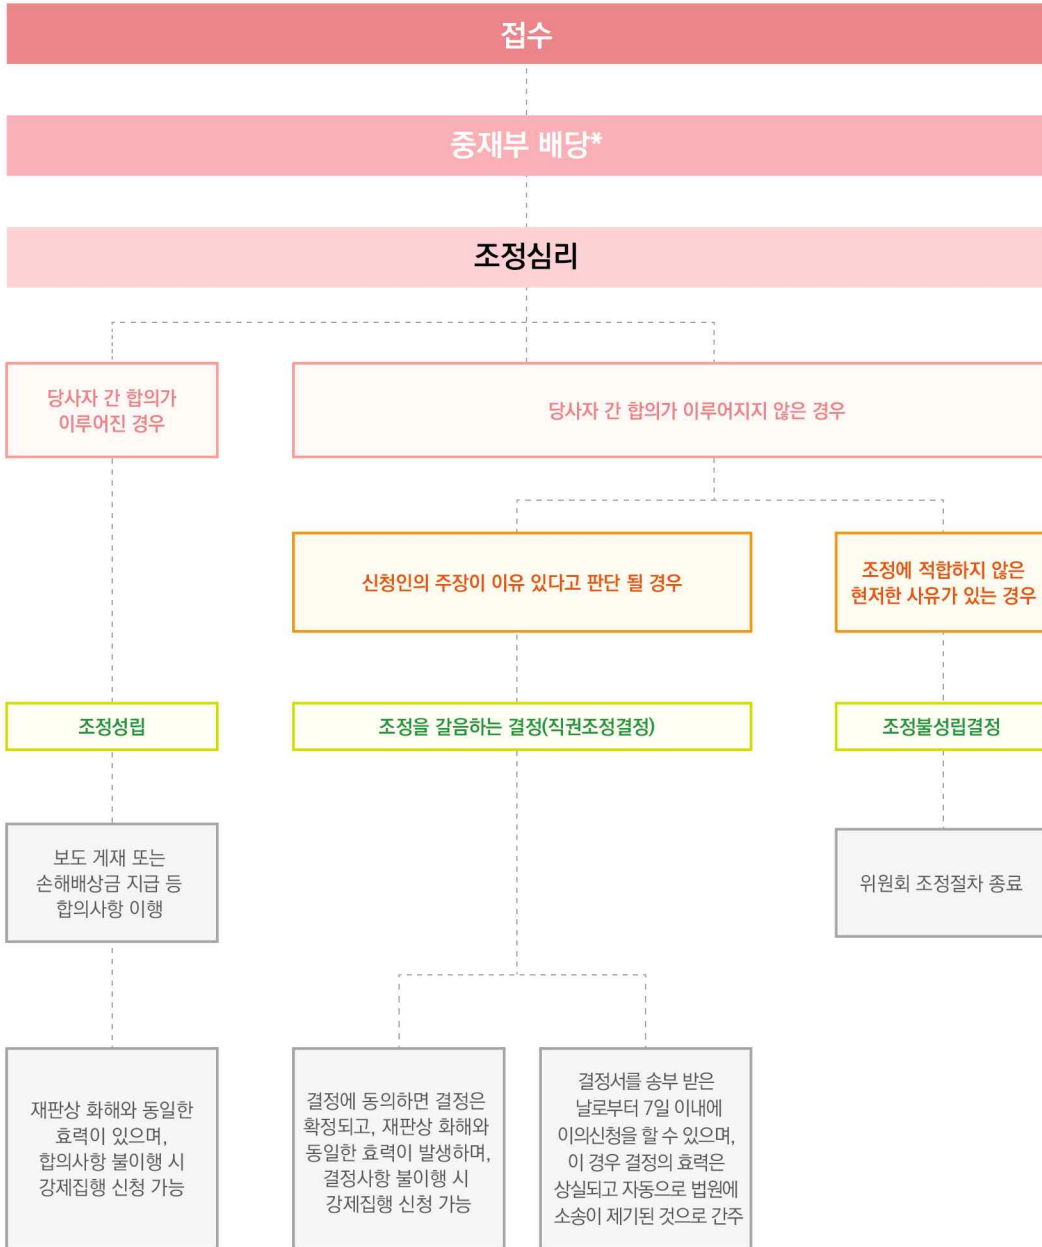 접수
중재부 배당*
조정심리
당사자 간 합의가
이루어진 경우
당사자 간 합의가 이루어지지 않은 경우
신청인의 주장이 이유 있다고 판단 될 경우
조정에 적합하지 않은
현저한 사유가 있는 경우
조정성립
조정을 갈음하는 결정(직권조정결정)
조정불성립결정
보도 게재 또는
손해배상금 지급 등
합의사항 이행
위원회 조정절차 종료
재판상 화해와 동일한
효력이 있으며,
합의사항 불이행 시
강제집행 신청 가능
결정에 동의하면 결정은
확정되고, 재판상 화해와
동일한 효력이 발생하며,
결정사항 불이행 시
강제집행 신청 가능
결정서를 송부 받은
날로부터 7일 이내에
이의신청을 할 수 있으며,
이 경우 결정의 효력은
상실되고 자동으로 법원에
소송이 제기된 것으로 간주